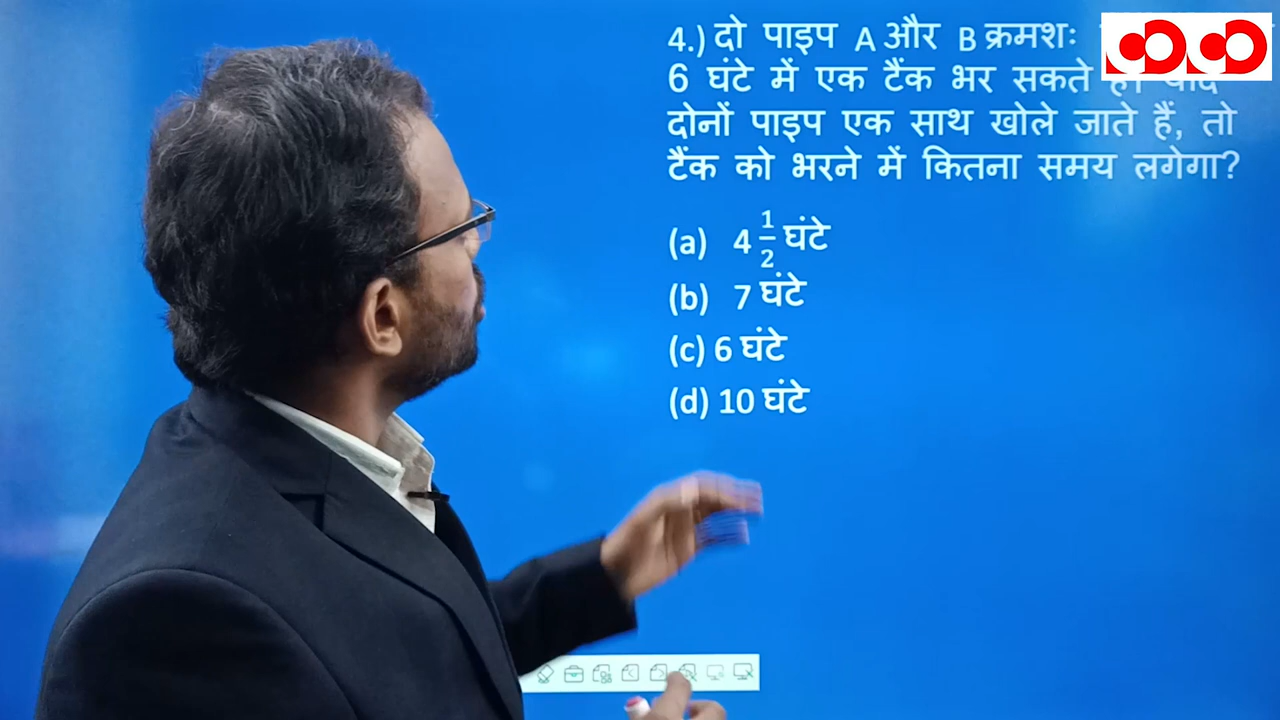 4.) दो पाइप A और B क्रमशः
6 घंटे में एक टैंक भर सकते
दोनों पाइप एक साथ खोले जाते हैं, तो
टैंक को भरने में कितना समय लगेगा?
(a) 4 1/2 घंटे
(b) 7 घंटे
(c) 6 घंटे
(d) 10 घंटे